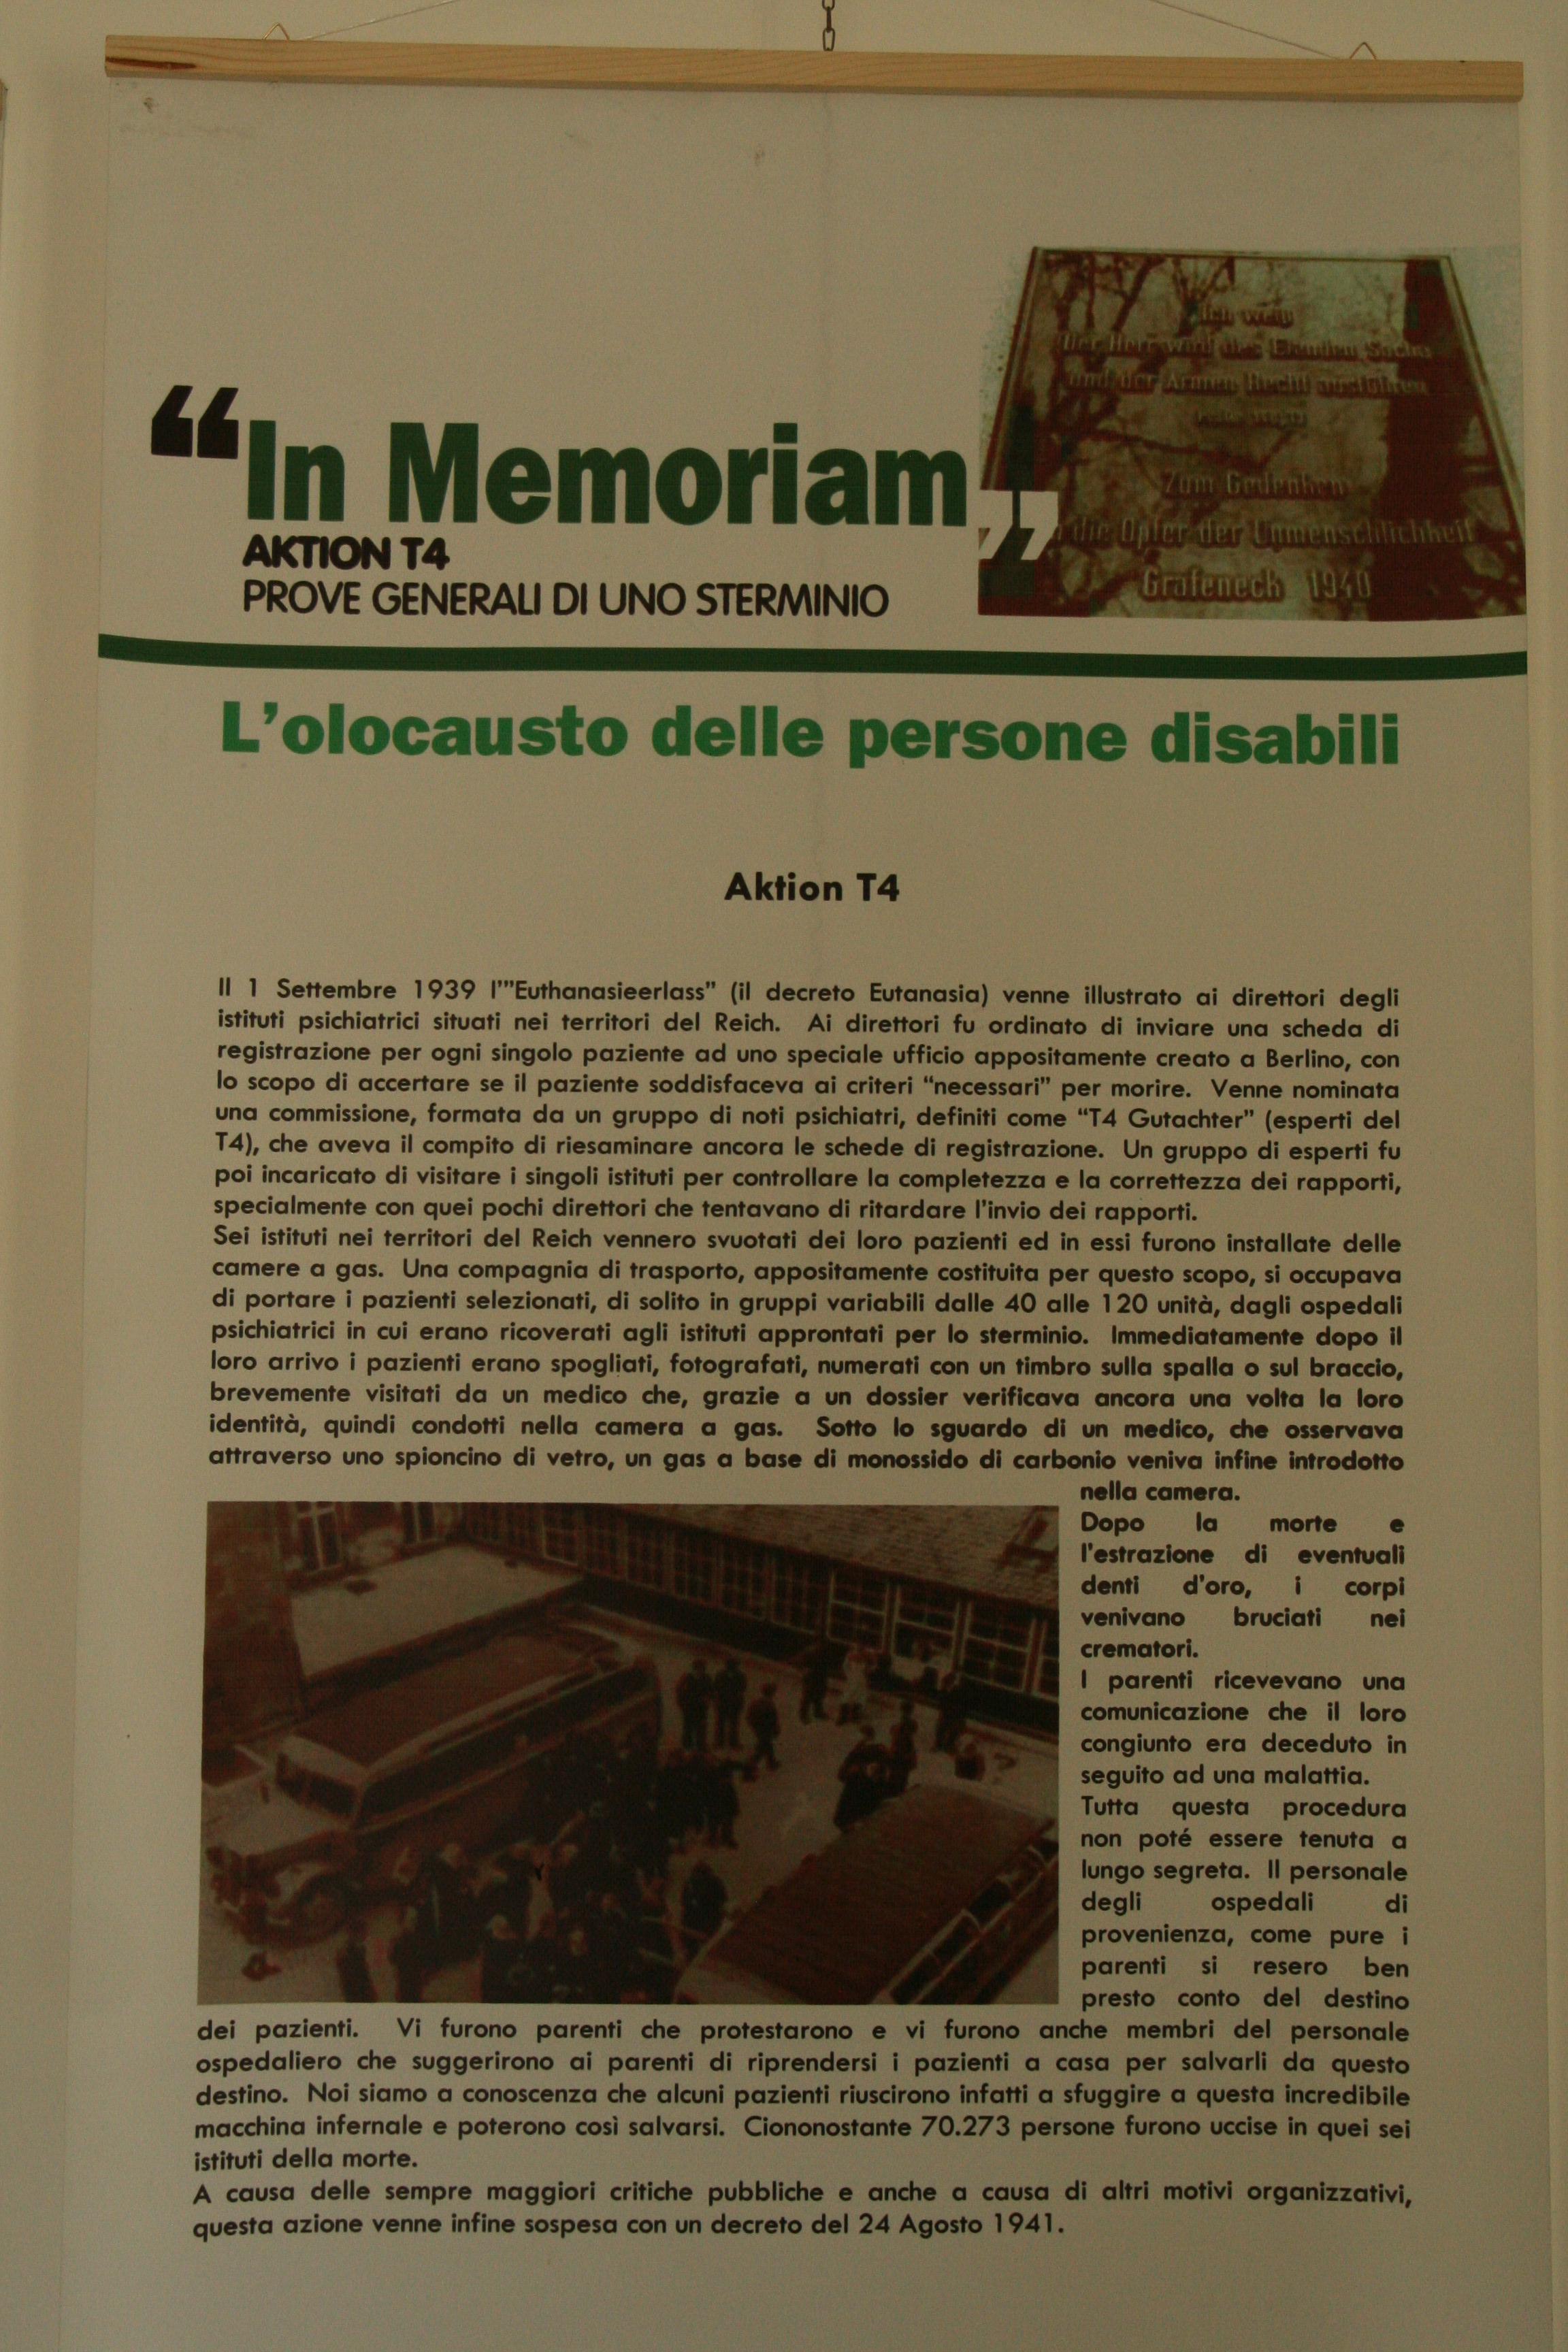 Ich weiß
und der Armen Recht ausführen
"In Memoriam"
Zum Gedenken
die Opfer der Unmenschlichkeit
Grafeneck 1940
AKTION T4
PROVE GENERALI DI UNO STERMINIO
L'olocausto delle persone disabili
Aktion T4
Il 1 Settembre 1939 l'"Euthanasieerlass" (il decreto Eutanasia) venne illustrato ai direttori degli
istituti psichiatrici situati nei territori del Reich. Ai direttori fu ordinato di inviare una scheda di
registrazione per ogni singolo paziente ad uno speciale ufficio appositamente creato a Berlino, con
lo scopo di accertare se il paziente soddisfaceva ai criteri "necessari" per morire. Venne nominata
una commissione, formata da un gruppo di noti psichiatri, definiti come "T4 Gutachter" (esperti del
T4), che aveva il compito di riesaminare ancora le schede di registrazione. Un gruppo di esperti fu
poi incaricato di visitare i singoli istituti per controllare la completezza e la correttezza dei rapporti,
specialmente con quei pochi direttori che tentavano di ritardare l'invio dei rapporti.
Sei istituti nei territori del Reich vennero svuotati dei loro pazienti ed in essi furono installate delle
camere a gas. Una compagnia di trasporto, appositamente costituita per questo scopo, si occupava
di portare i pazienti selezionati, di solito in gruppi variabili dalle 40 alle 120 unità, dagli ospedali
psichiatrici in cui erano ricoverati agli istituti approntati per lo sterminio. Immediatamente dopo il
loro arrivo i pazienti erano spogliati, fotografati, numerati con un timbro sulla spalla o sul braccio,
brevemente visitati da un medico che, grazie a un dossier verificava ancora una volta la loro
identità, quindi condotti nella camera a gas. Sotto lo sguardo di un medico, che osservava
attraverso uno spioncino di vetro, un gas a base di monossido di carbonio veniva infine introdotto
nella camera.
Dopo la morte e
l'estrazione di eventuali
denti d'oro, i corpi
venivano bruciati nei
crematori.
I parenti ricevevano una
comunicazione che il loro
congiunto era deceduto in
seguito ad una malattia.
Tutta questa procedura
non poté essere tenuta a
lungo segreta. Il personale
degli ospedali di
provenienza, come pure i
parenti si resero ben
presto conto del destino
dei pazienti. Vi furono parenti che protestarono e vi furono anche membri del personale
ospedaliero che suggerirono ai parenti di riprendersi i pazienti a casa per salvarli da questo
destino. Noi siamo a conoscenza che alcuni pazienti riuscirono infatti a sfuggire a questa incredibile
macchina infernale e poterono così salvarsi. Ciononostante 70.273 persone furono uccise in quei sei
istituti della morte.
A causa delle sempre maggiori critiche pubbliche e anche a causa di altri motivi organizzativi,
questa azione venne infine sospesa con un decreto del 24 Agosto 1941.